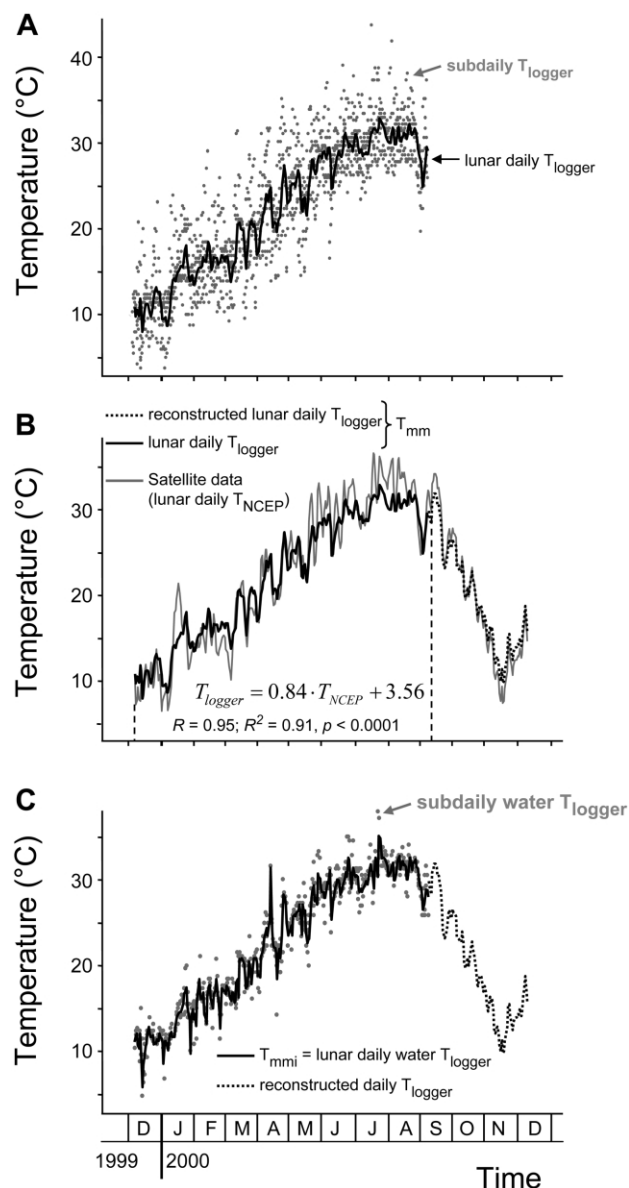 A
Temperature (°C)
40
30
20
10
subdaily Tlogger
lunar daily Tlogger
B
Temperature (°C)
30
20
10
reconstructed lunar daily Tlogger
Tmm
lunar daily Tlogger
Satellite data
(lunar daily TNCEP)
Tlogger = 0.84 · TNCEP + 3.56
R = 0.95; R² = 0.91, p < 0.0001
C
Temperature (°C)
30
20
10
subdaily water Tlogger
Tmmi = lunar daily water Tlogger
reconstructed daily Tlogger
D J F M A M J J A S O N D
1999 2000
Time